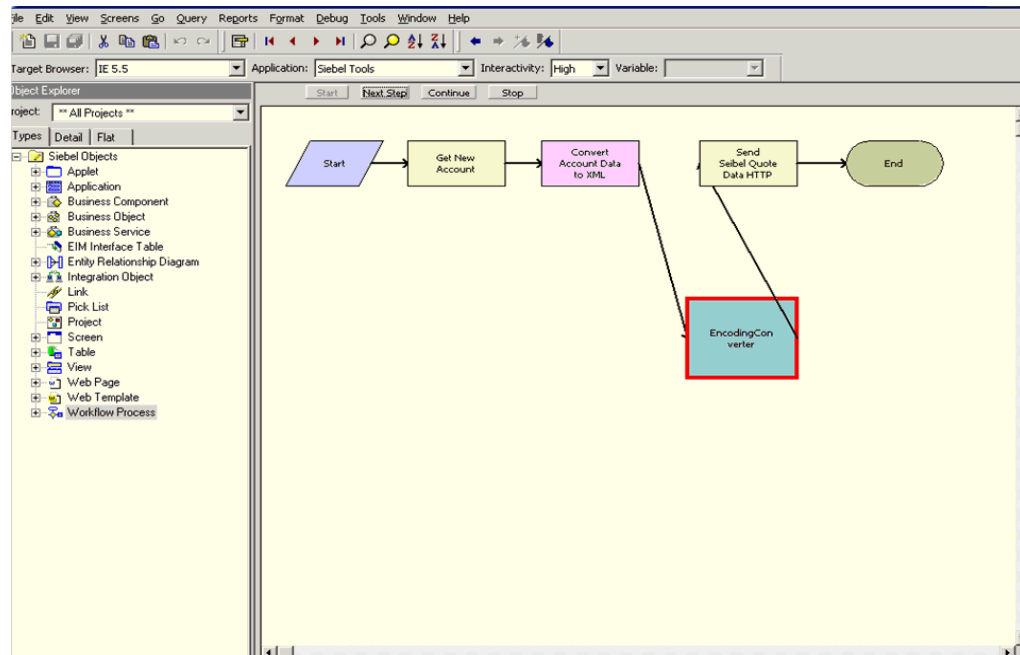 ile Edit View Screens Go Query Reports Format Debug Tools Window Help
Target Browser: IE 5.5 Application: Siebel Tools Interactivity: High Variable:
Object Explorer
Start Next Step Continue Stop
roject: ** All Projects **
Types Detail Flat
Siebel Objects
Applet
Application
Business Component
Business Object
Business Service
EIM Interface Table
Entity Relationship Diagram
Integration Object
Link
Pick List
Project
Screen
Table
View
Web Page
Web Template
Workflow Process
Start
Get New
Account
Convert
Account Data
to XML
Send
Seibel Quote
Data HTTP
End
EncodingCon
verter